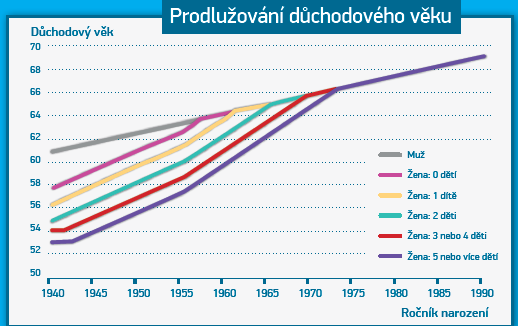 Prodlužování důchodového věku
Důchodový věk
70
68
66
64
62
60
58
56
54
52
50
Muž
Žena: 0 dětí
Žena: 1 dítě
Žena: 2 děti
Žena: 3 nebo 4 děti
Žena: 5 nebo více dětí
1940 1945 1950 1955 1960 1965 1970 1975 1980 1985 1990
Ročník narození